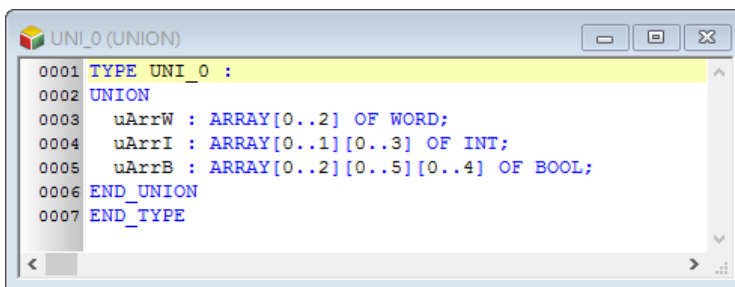 UNI_0 (UNION)
0001 TYPE UNI_0 :
0002 UNION
0003 uArrW : ARRAY[0..2] OF WORD;
0004 uArrI : ARRAY[0..1][0..3] OF INT;
0005 uArrB : ARRAY[0..2][0..5][0..4] OF BOOL;
0006 END_UNION
0007 END_TYPE